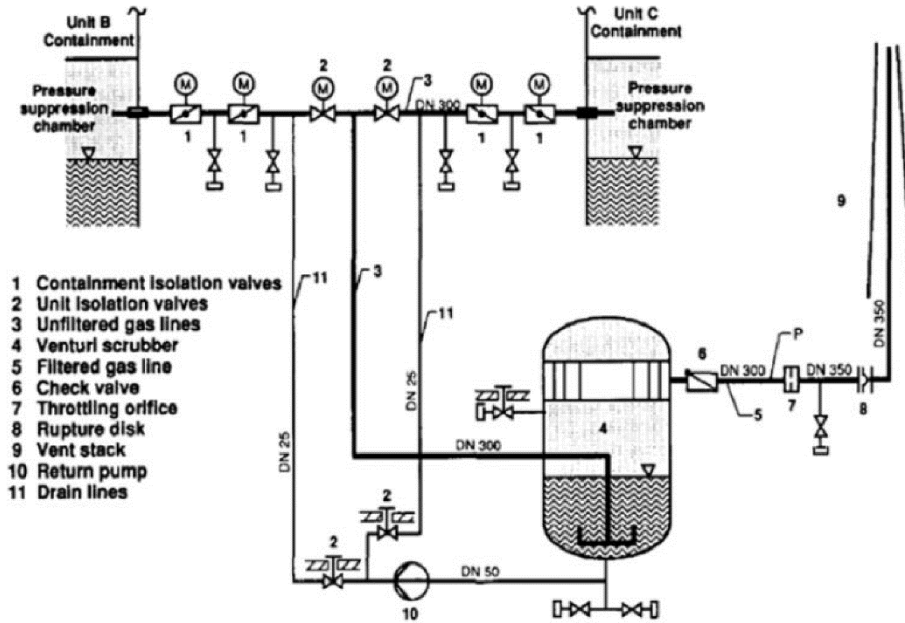 Unit B
Containment
Unit C
Containment
M
M
2
M
2
M
3
M
M
Pressure
suppression
chamber
DN 300
Pressure
suppression
chamber
1
1
1
1
9
3
11
11
1 Containment isolation valves
2 Unit isolation valves
3 Unfiltered gas lines
4 Venturi scrubber
5 Filtered gas line
6 Check valve
7 Throttling orifice
8 Rupture disk
9 Vent stack
10 Return pump
11 Drain lines
DN 350
P
6
DN 300
DN 350
5
7
8
DN 25
DN 25
4
DN 300
2
2
DN 50
10